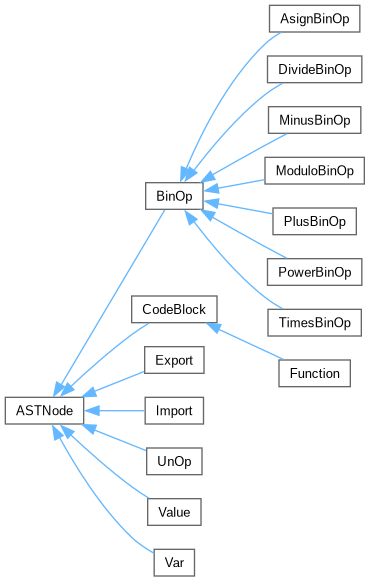 AsignBinOp
DivideBinOp
MinusBinOp
ModuloBinOp
BinOp
PlusBinOp
PowerBinOp
CodeBlock
TimesBinOp
Export
Function
ASTNode
Import
UnOp
Value
Var